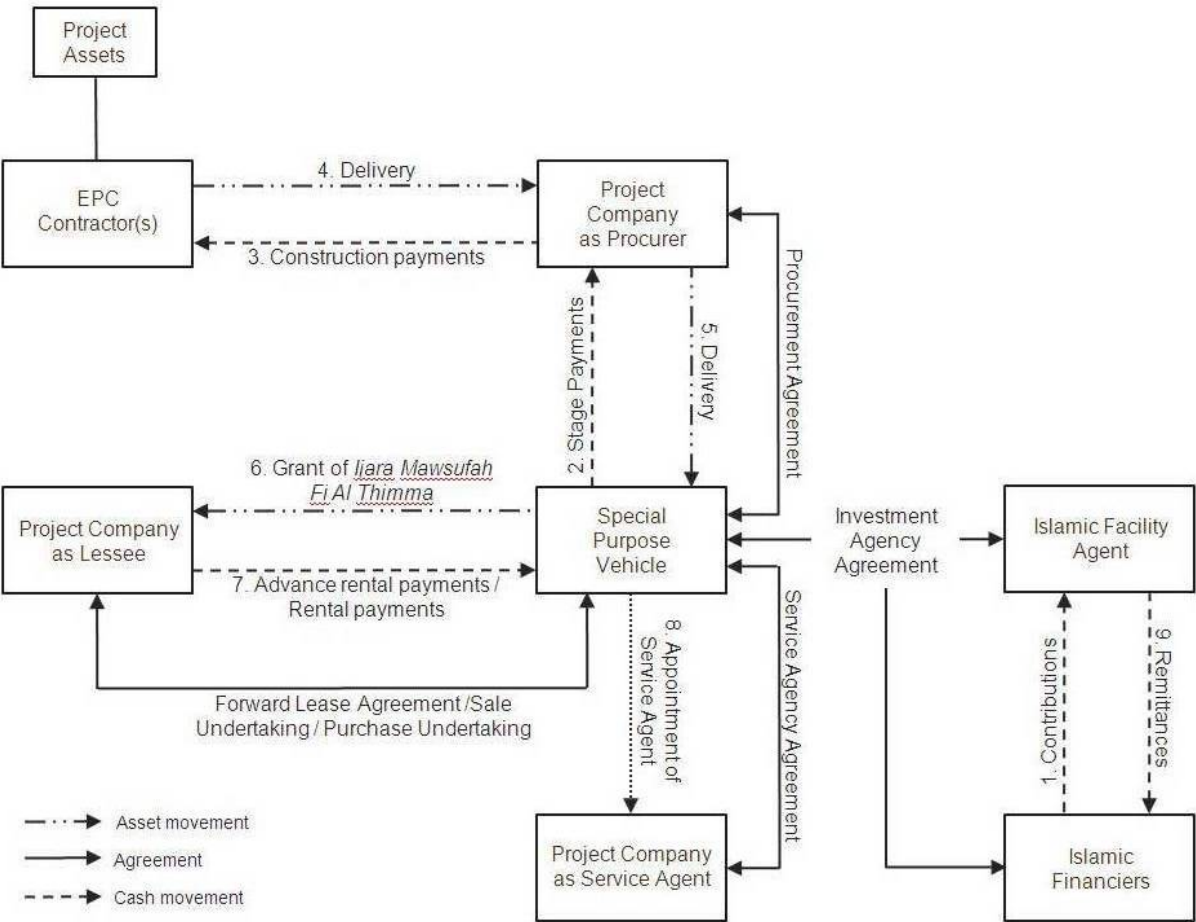 Project
Assets
EPC
Contractor(s)
4. Delivery
3. Construction payments
Project
Company
as Procurer
2. Stage Payments
5. Delivery
Procurement Agreement
6. Grant of Ijara Mawsufah
Fi Al Thimma
Project Company
as Lessee
7. Advance rental payments /
Rental payments
Special
Purpose
Vehicle
Investment
Agency
Agreement
Islamic Facility
Agent
Forward Lease Agreement /Sale
Undertaking / Purchase Undertaking
8. Appointment of
Service Agent
Service Agency Agreement
1. Contributions
9. Remittances
Project Company
as Service Agent
Islamic
Financiers
Asset movement
Agreement
Cash movement